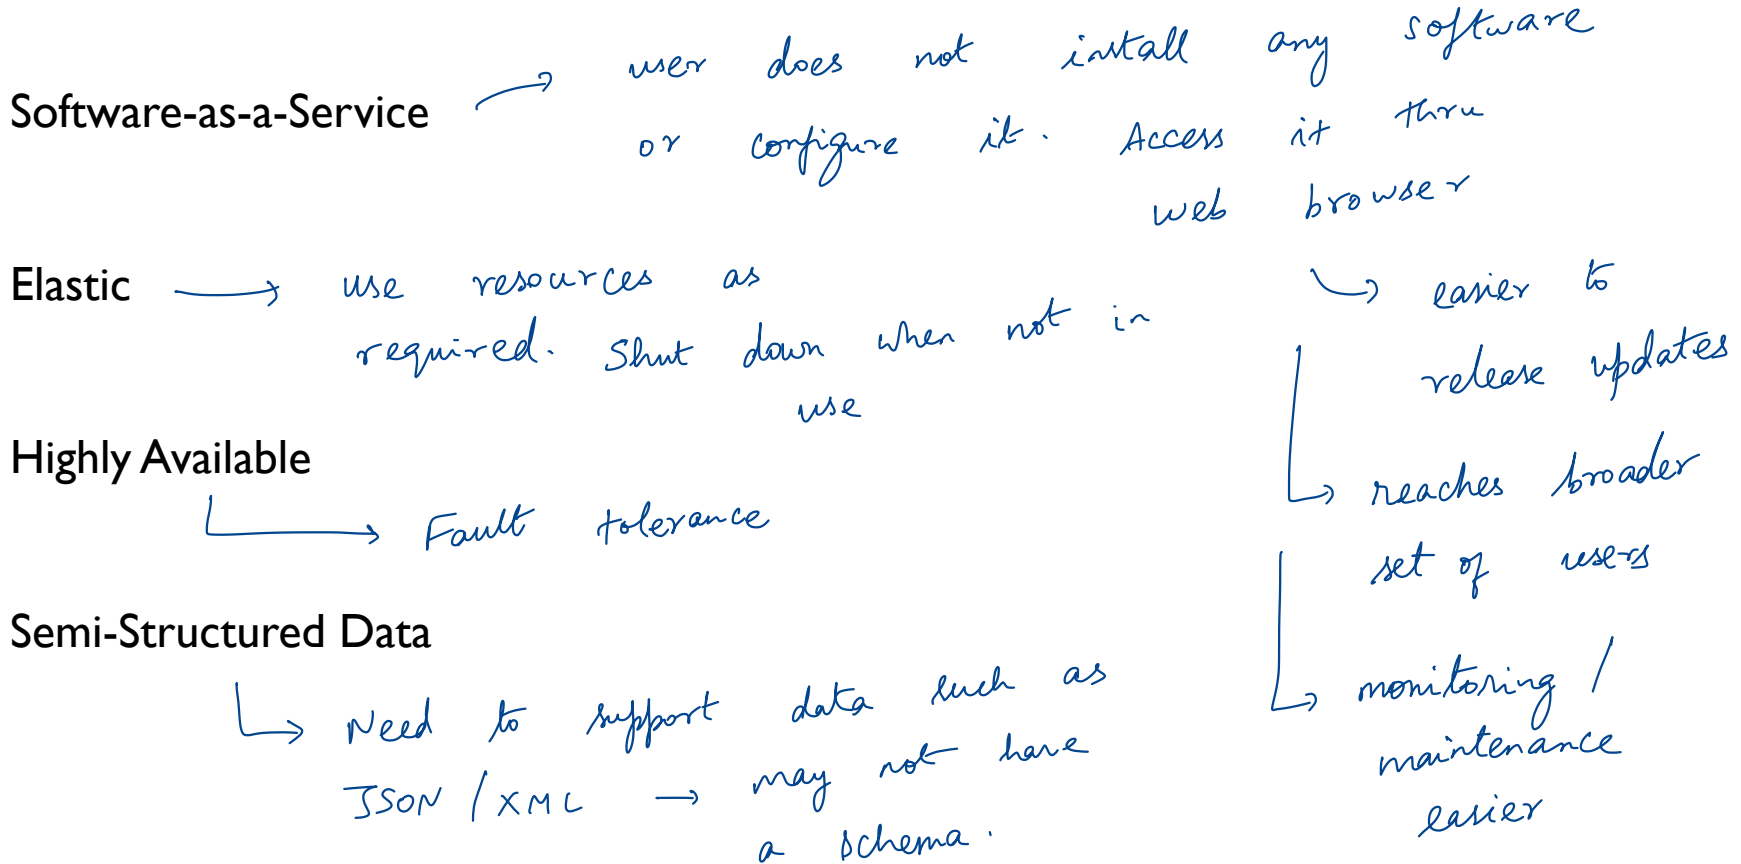 Software-as-a-Service → user does not install any software
or configure it. Access it thru
web browser
→ easier to
release updates
→ reaches broader
set of users
→ monitoring /
maintenance
easier
Elastic → use resources as
required. Shut down when not in
use
Highly Available
→ Fault tolerance
Semi-Structured Data
→ Need to support data such as
JSON / XML → may not have
a schema.